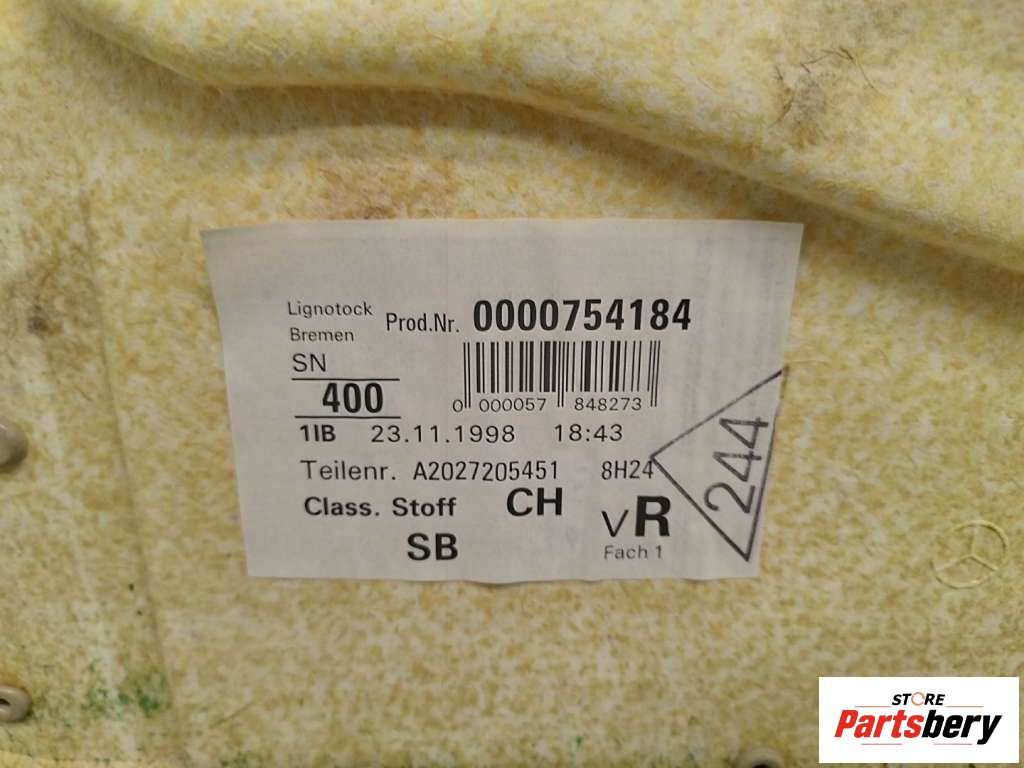 Lignotock
Bremen
Prod.Nr. 0000754184
SN
400
0 000057 848273
1IB 23.11.1998 18:43
Teilenr. A2027205451 8H24
Class. Stoff CH
SB
V R
Fach 1
244
STORE
Partsbery